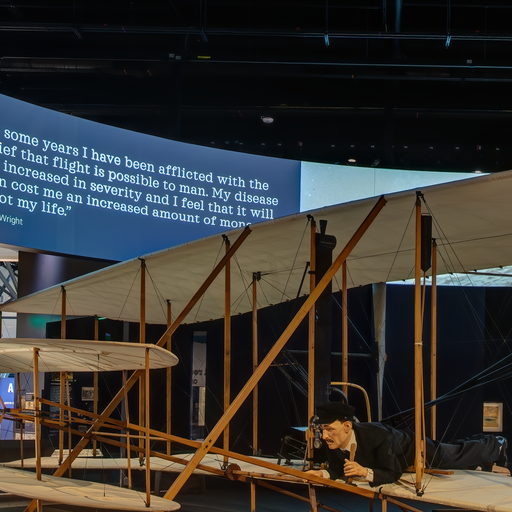 some years I have been afflicted with the
ief that flight is possible to man. My disease
increased in severity and I feel that it will
n cost me an increased amount of mone
ot my life."
Wright
A